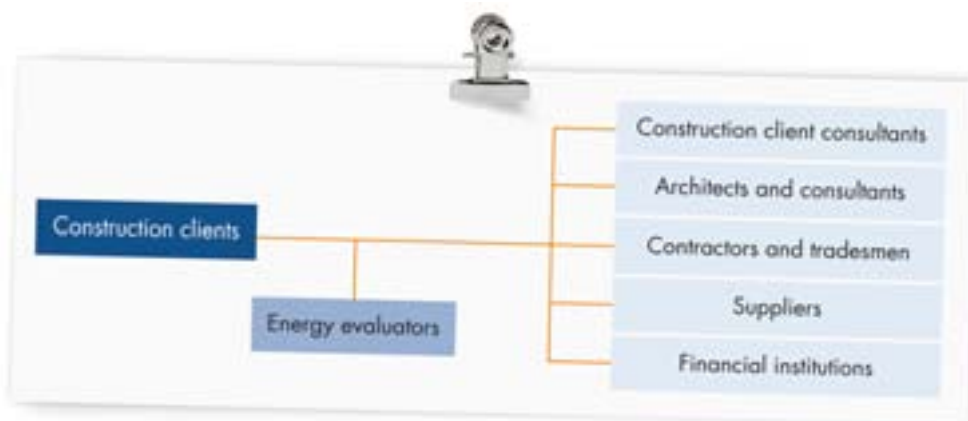 Construction clients
Energy evaluators
Construction client consultants
Architects and consultants
Contractors and tradesmen
Suppliers
Financial institutions